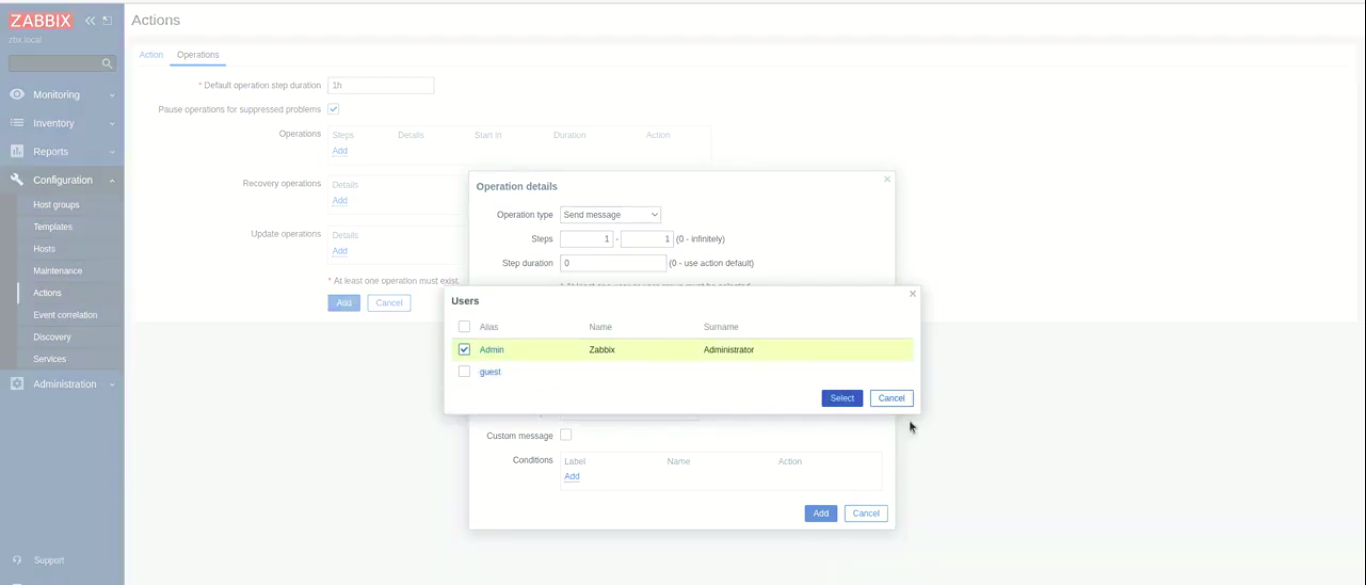 ZABBIX
zbx.local
Actions
Action Operations
* Default operation step duration 1h
Pause operations for suppressed problems
Operations Steps Details Start in Duration Action
Add
Recovery operations Details
Add
Update operations Details
Add
* At least one operation must exist.
Add Cancel
Monitoring
Inventory
Reports
Configuration
Host groups
Templates
Hosts
Maintenance
Actions
Event correlation
Discovery
Services
Administration
Support
Operation details
Operation type Send message
Steps 1 - 1 (0 - infinitely)
Step duration 0 (0 - use action default)
Users
Alias Name Surname
Admin Zabbix Administrator
guest
Select Cancel
Custom message
Conditions Label Name Action
Add
Add Cancel